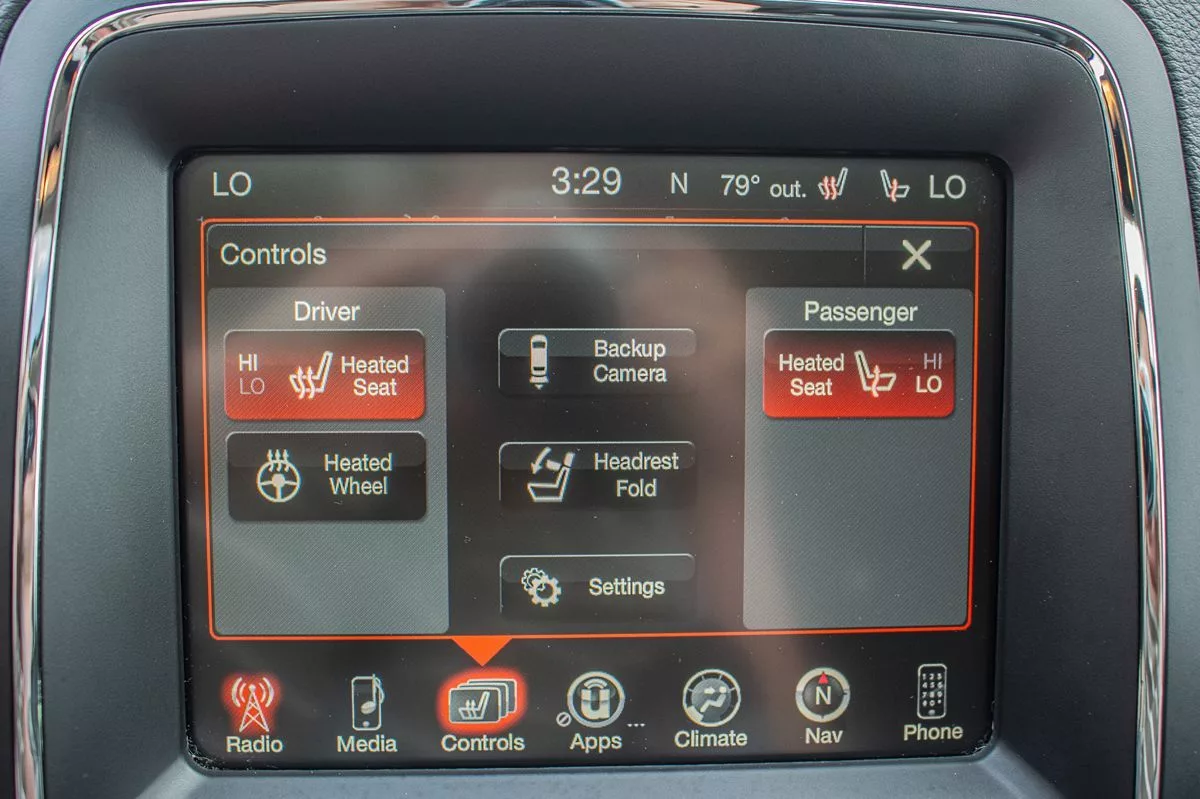 LO 3:29 N 79° out. LO
Controls
Driver
HI
LO
Heated
Seat
Heated
Wheel
Backup
Camera
Headrest
Fold
Settings
Passenger
Heated
Seat
HI
LO
Radio
Media
Controls
Apps
...
Climate
N
Nav
Phone